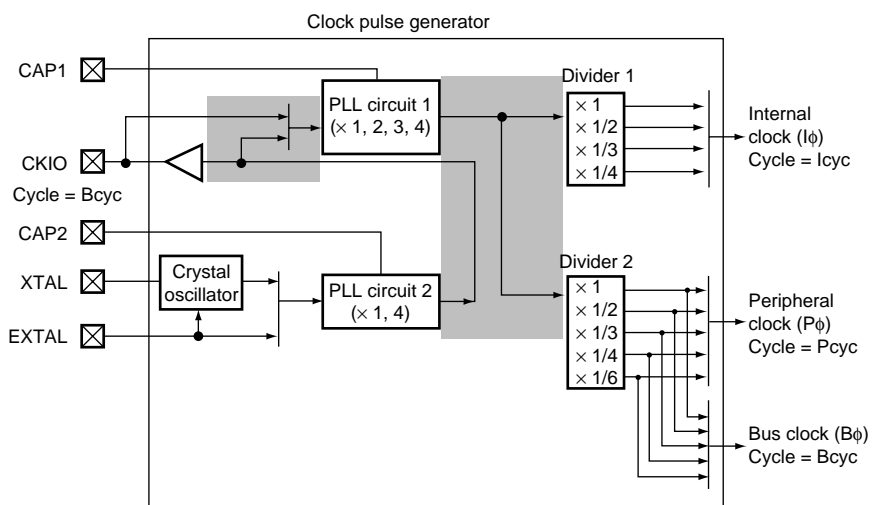 Clock pulse generator
CAP1
CKIO
Cycle = Bcyc
CAP2
XTAL
EXTAL
Crystal
oscillator
PLL circuit 1
(× 1, 2, 3, 4)
PLL circuit 2
(× 1, 4)
Divider 1
× 1
× 1/2
× 1/3
× 1/4
Divider 2
× 1
× 1/2
× 1/3
× 1/4
× 1/6
Internal
clock (Iϕ)
Cycle = Icyc
Peripheral
clock (Pϕ)
Cycle = Pcyc
Bus clock (Bϕ)
Cycle = Bcyc